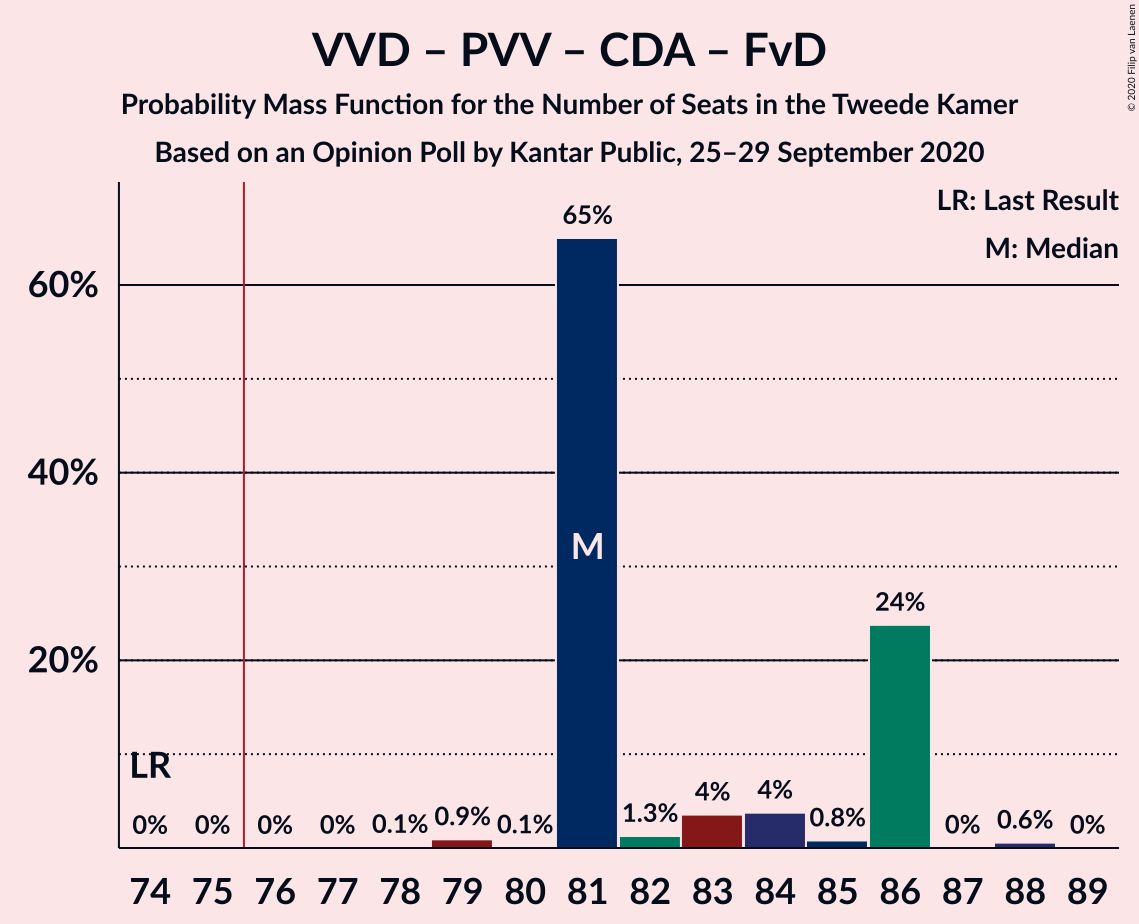 VVD – PVV – CDA – FvD
Probability Mass Function for the Number of Seats in the Tweede Kamer
Based on an Opinion Poll by Kantar Public, 25–29 September 2020
© 2020 Filip van Laenen
LR: Last Result
M: Median
60%
40%
20%
65%
M
24%
LR
0% 0% 0% 0% 0.1% 0.9% 0.1% 1.3% 4% 4% 0.8% 0% 0.6% 0%
74 75 76 77 78 79 80 81 82 83 84 85 86 87 88 89